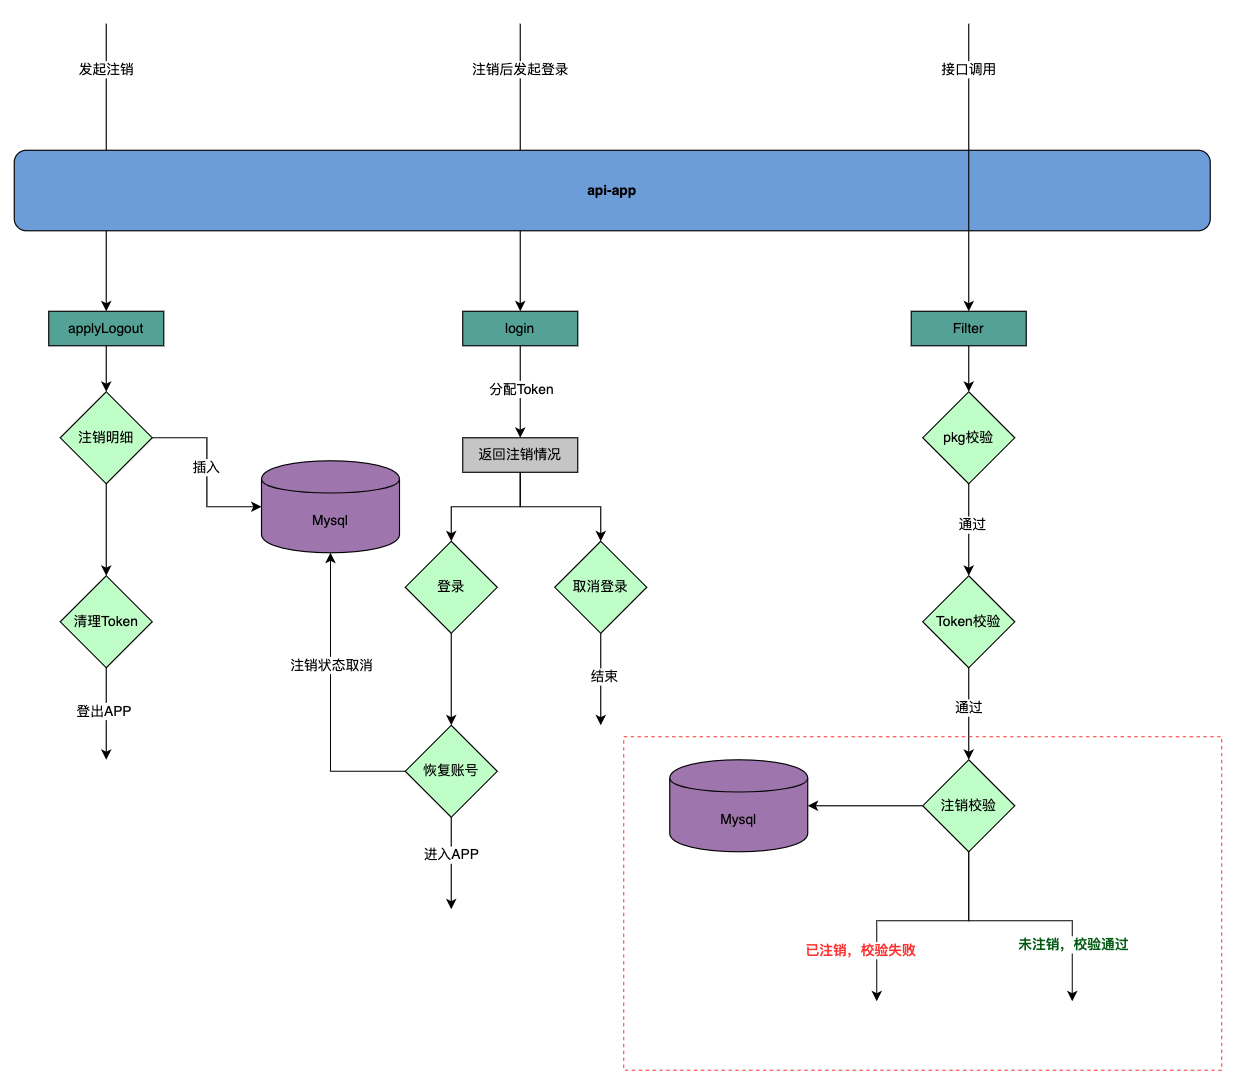 发起注销
注销后发起登录
接口调用
api-app
applyLogout
login
Filter
分配Token
注销明细
返回注销情况
pkg校验
插入
Mysql
通过
登录
取消登录
清理Token
Token校验
注销状态取消
结束
登出APP
通过
恢复账号
注销校验
Mysql
进入APP
已注销，校验失败
未注销，校验通过